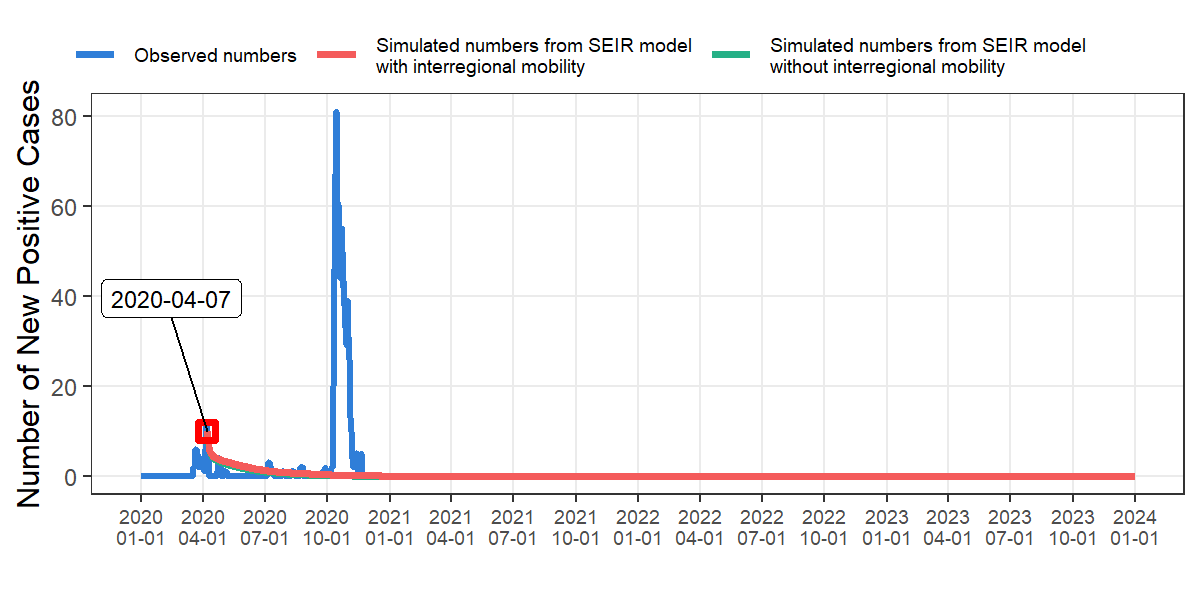 Observed numbers
Simulated numbers from SEIR model
with interregional mobility
Simulated numbers from SEIR model
without interregional mobility
Number of New Positive Cases
80
60
40
20
0
2020-04-07
2020 2020 2020 2020 2021 2021 2021 2021 2022 2022 2022 2022 2023 2023 2023 2023 2024
01-01 04-01 07-01 10-01 01-01 04-01 07-01 10-01 01-01 04-01 07-01 10-01 01-01 04-01 07-01 10-01 01-01